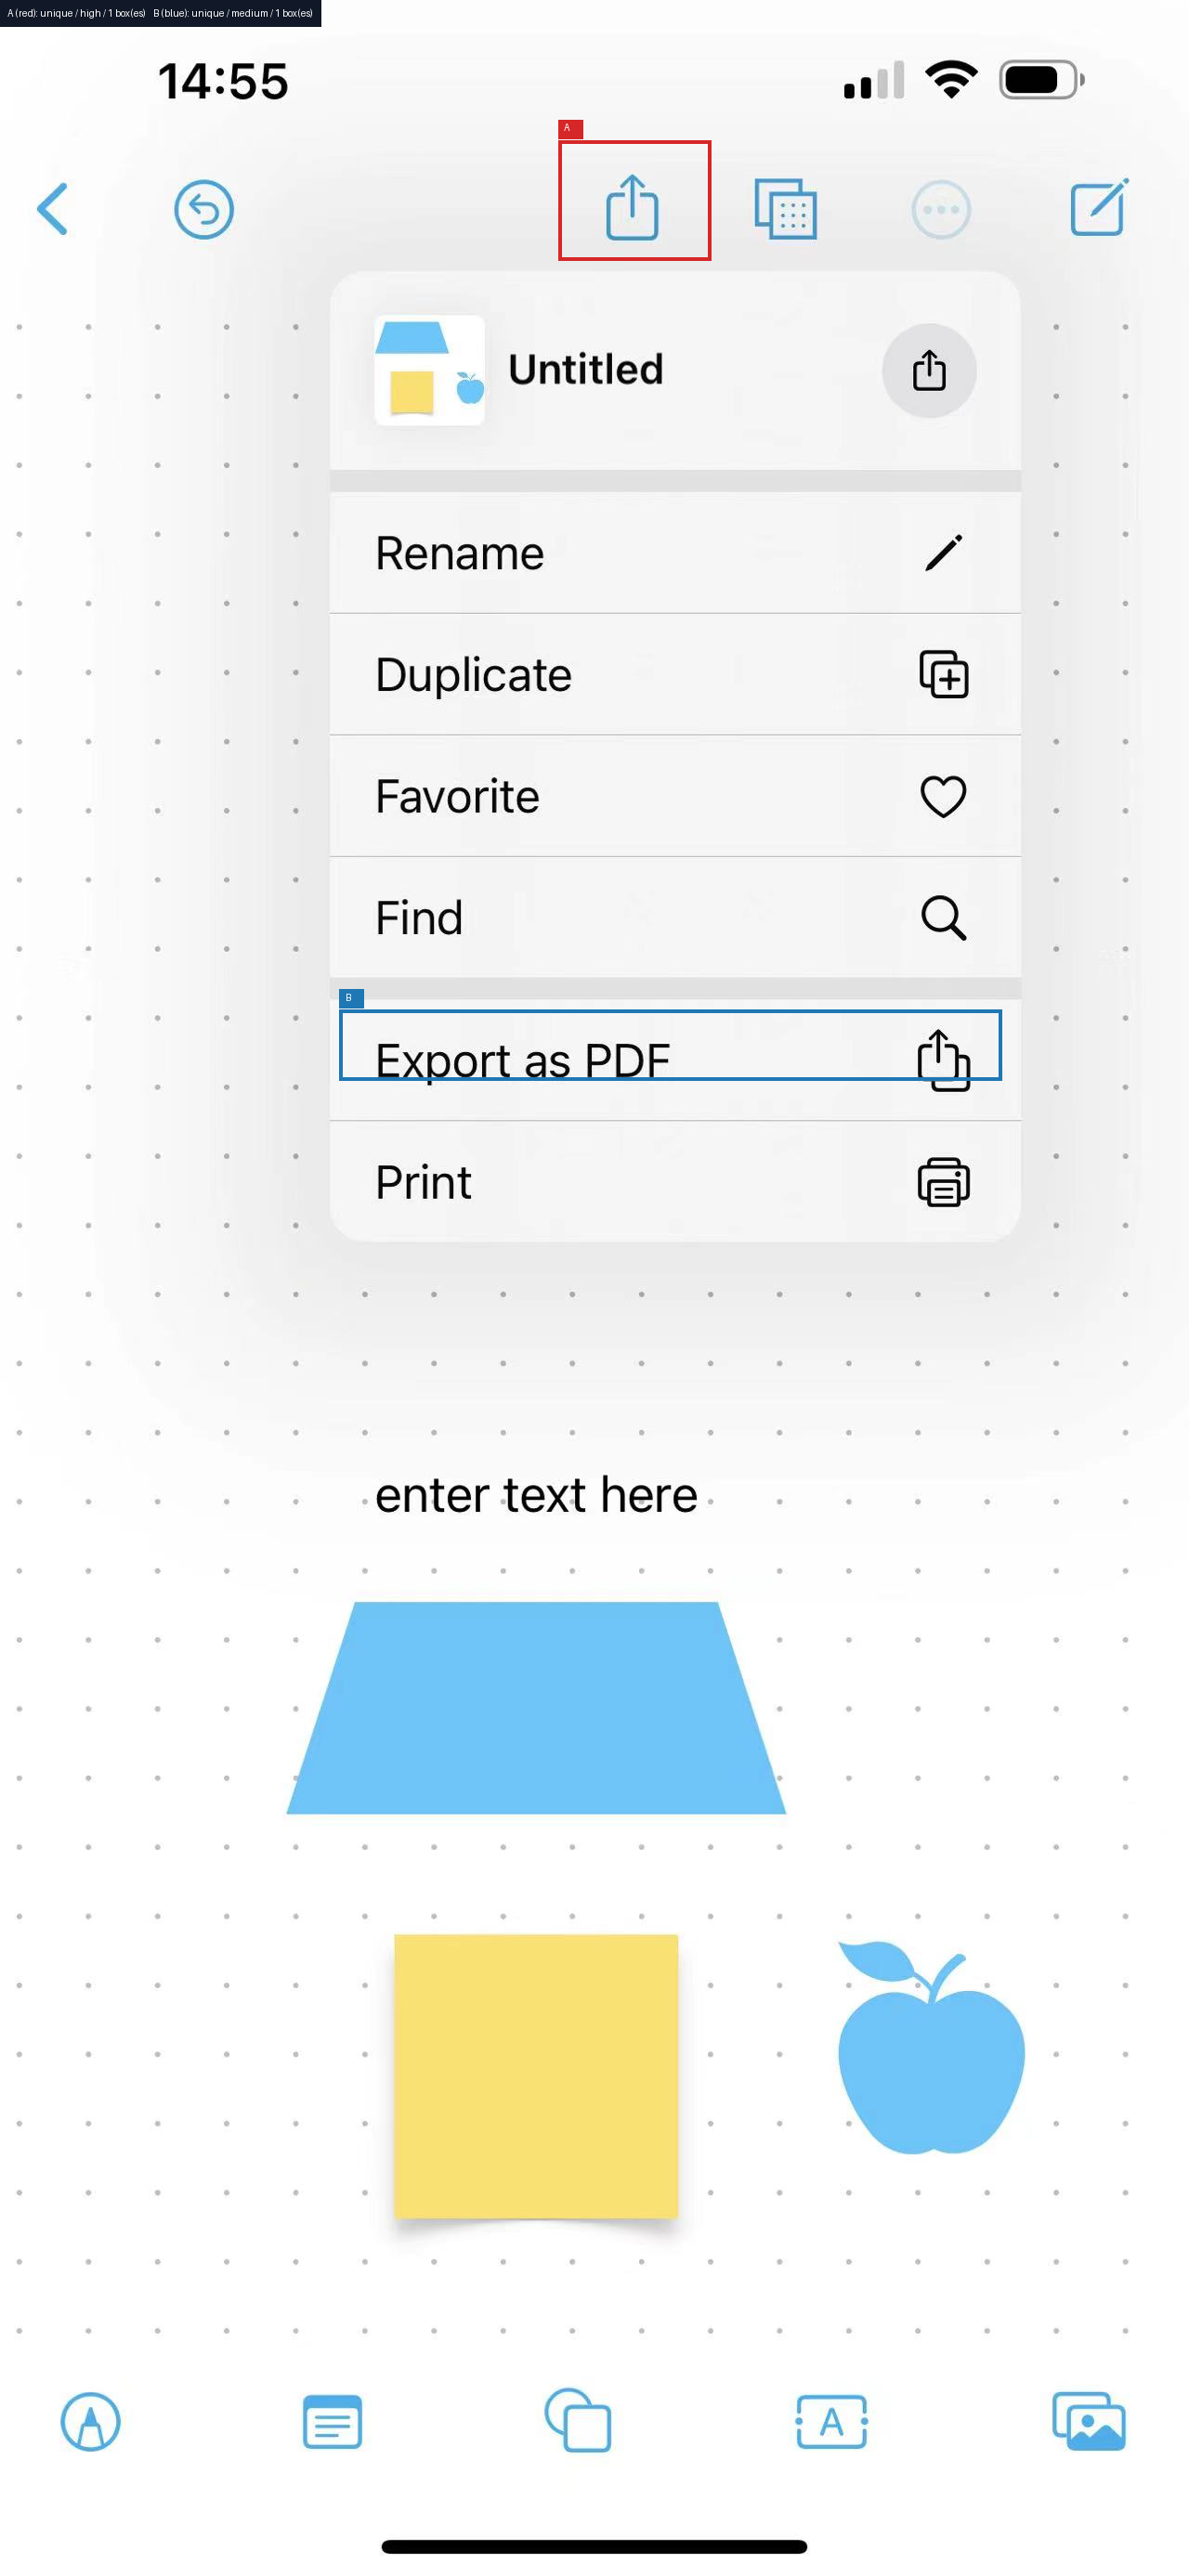 A (red): unique / high / 1 box(es) B (blue): unique / medium / 1 box(es)
14:55
A
Untitled
Rename
Duplicate
Favorite
Find
B
Export as PDF
Print
enter text here
A